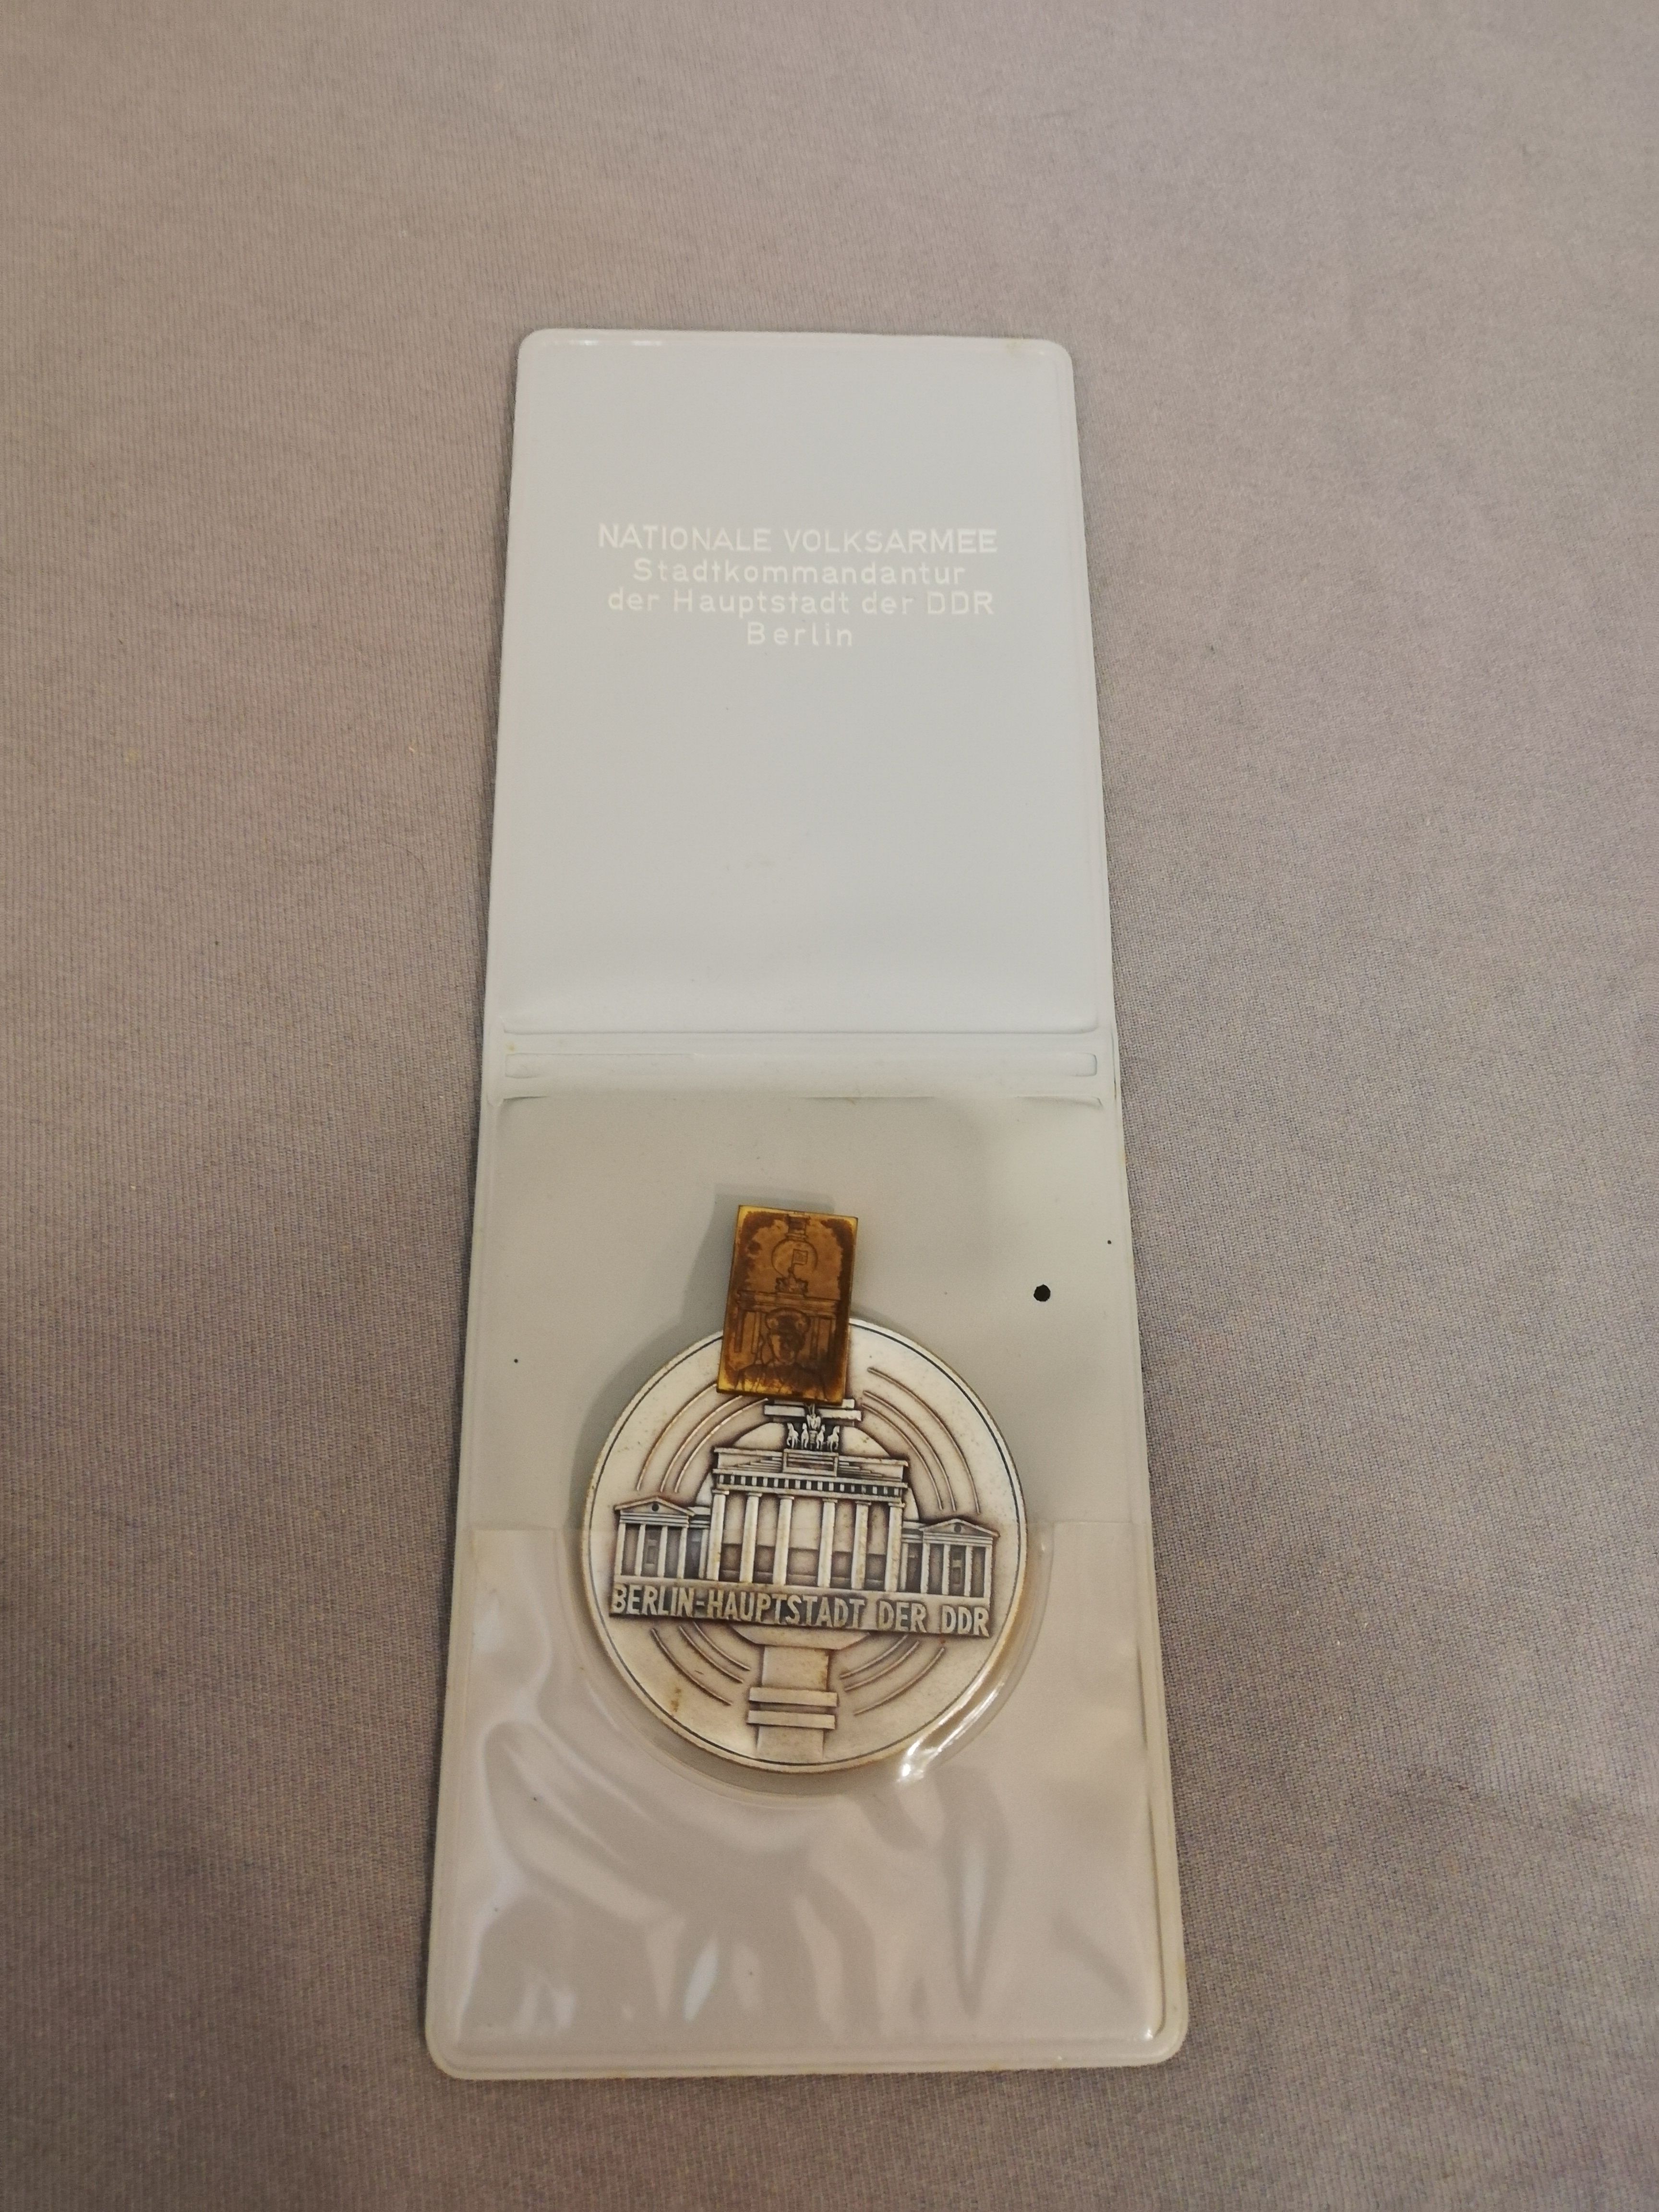 NATIONALE VOLKSARMEE
Stadtkommandantur
der Hauptstadt der DDR
Berlin
BERLIN-HAUPTSTADT DER DDR